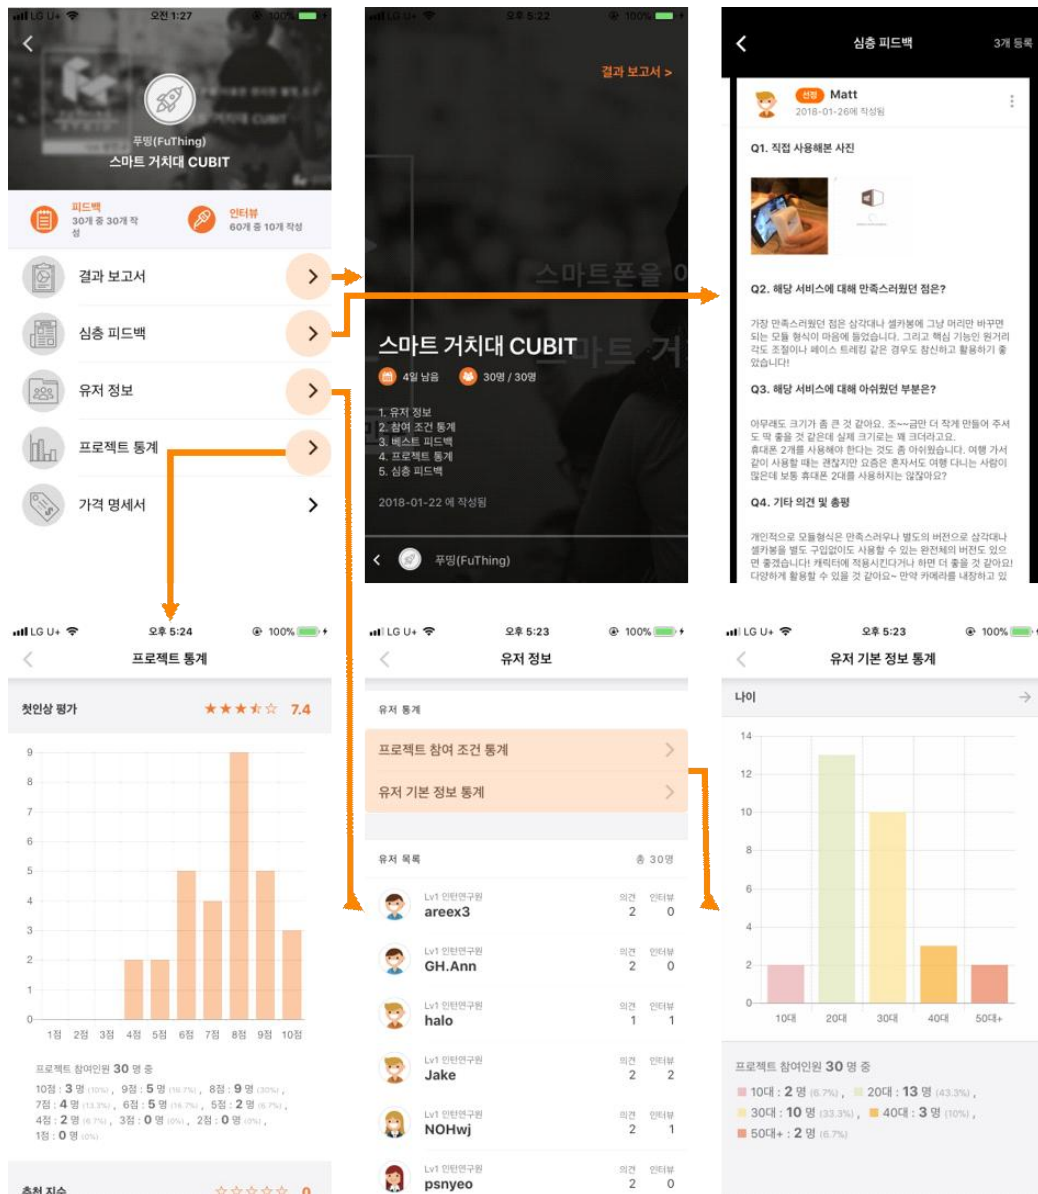 LG U+
오전 1:27
100%
푸띵(FuThing)
스마트 거치대 CUBIT
피드백
30개 중 30개 작
성
인터뷰
60개 중 10개 작성
결과 보고서
심층 피드백
유저 정보
프로젝트 통계
가격 명세서
LG U+
오후 5:22
100%
결과 보고서 >
스마트폰을
스마트 거치대 CUBIT
4일 남음
30명 / 30명
1. 유저 정보
2. 참여 조건 통계
3. 베스트 피드백
4. 프로젝트 통계
5. 심층 피드백
2018-01-22 에 작성됨
푸띵(FuThing)
심층 피드백
3개 등록
선정 Matt
2018-01-26에 작성됨
Q1. 직접 사용해본 사진
Q2. 해당 서비스에 대해 만족스러웠던 점은?
가장 만족스러웠던 점은 삼각대나 셀카봉에 그냥 머리만 바꾸면
되는 모듈 형식이 마음에 들었습니다. 그리고 핵심 기능인 원거리
각도 조절이나 페이스 트레킹 같은 경우도 참신하고 활용하기 좋
았습니다!
Q3. 해당 서비스에 대해 아쉬웠던 부분은?
아무래도 크기가 좀 큰 것 같아요. 조~~금만 더 작게 만들어 주셔
도 딱 좋을 것 같은데 실제 크기로는 꽤 크더라고요.
휴대폰 2개를 사용해야 한다는 것도 좀 아쉬웠습니다. 여행 가서
같이 사용할 때는 괜찮지만 요즘은 혼자서도 여행 다니는 사람이
많은데 보통 휴대폰 2대를 사용하지는 않잖아요?
Q4. 기타 의견 및 총평
개인적으로 모듈형식은 만족스러우나 별도의 버전으로 삼각대나
셀카봉을 별도 구입없이도 사용할 수 있는 완전체의 버전도 있으
면 좋겠습니다! 캐릭터에 적용시킨다거나 하면 더 좋을 것 같아요!
다양하게 활용할 수 있을 것 같아요~ 만약 카메라를 내장하고 있
LG U+
오후 5:24
100%
프로젝트 통계
첫인상 평가
7.4
9
8
7
6
5
4
3
2
1
0
1점 2점 3점 4점 5점 6점 7점 8점 9점 10점
프로젝트 참여인원 30 명 중
10점 : 3 명 (10%) , 9점 : 5 명 (16.7%) , 8점 : 9 명 (30%) ,
7점 : 4 명 (13.3%) , 6점 : 5 명 (16.7%) , 5점 : 2 명 (6.7%) ,
4점 : 2 명 (6.7%) , 3점 : 0 명 (0%) , 2점 : 0 명 (0%) ,
1점 : 0 명 (0%)
추천 지수
0
LG U+
오후 5:23
100%
유저 정보
유저 통계
프로젝트 참여 조건 통계
유저 기본 정보 통계
유저 목록
총 30명
Lv1 인턴연구원 의견 인터뷰
areex3 2 0
Lv1 인턴연구원 의견 인터뷰
GH.Ann 2 0
Lv1 인턴연구원 의견 인터뷰
halo 1 1
Lv1 인턴연구원 의견 인터뷰
Jake 2 2
Lv1 인턴연구원 의견 인터뷰
NOHwj 2 1
Lv1 인턴연구원 의견 인터뷰
psnyeo 2 0
LG U+
오후 5:23
100%
유저 기본 정보 통계
나이
14
12
10
8
6
4
2
0
10대 20대 30대 40대 50대+
프로젝트 참여인원 30 명 중
10대 : 2 명 (6.7%) , 20대 : 13 명 (43.3%) ,
30대 : 10 명 (33.3%) , 40대 : 3 명 (10%) ,
50대+ : 2 명 (6.7%)